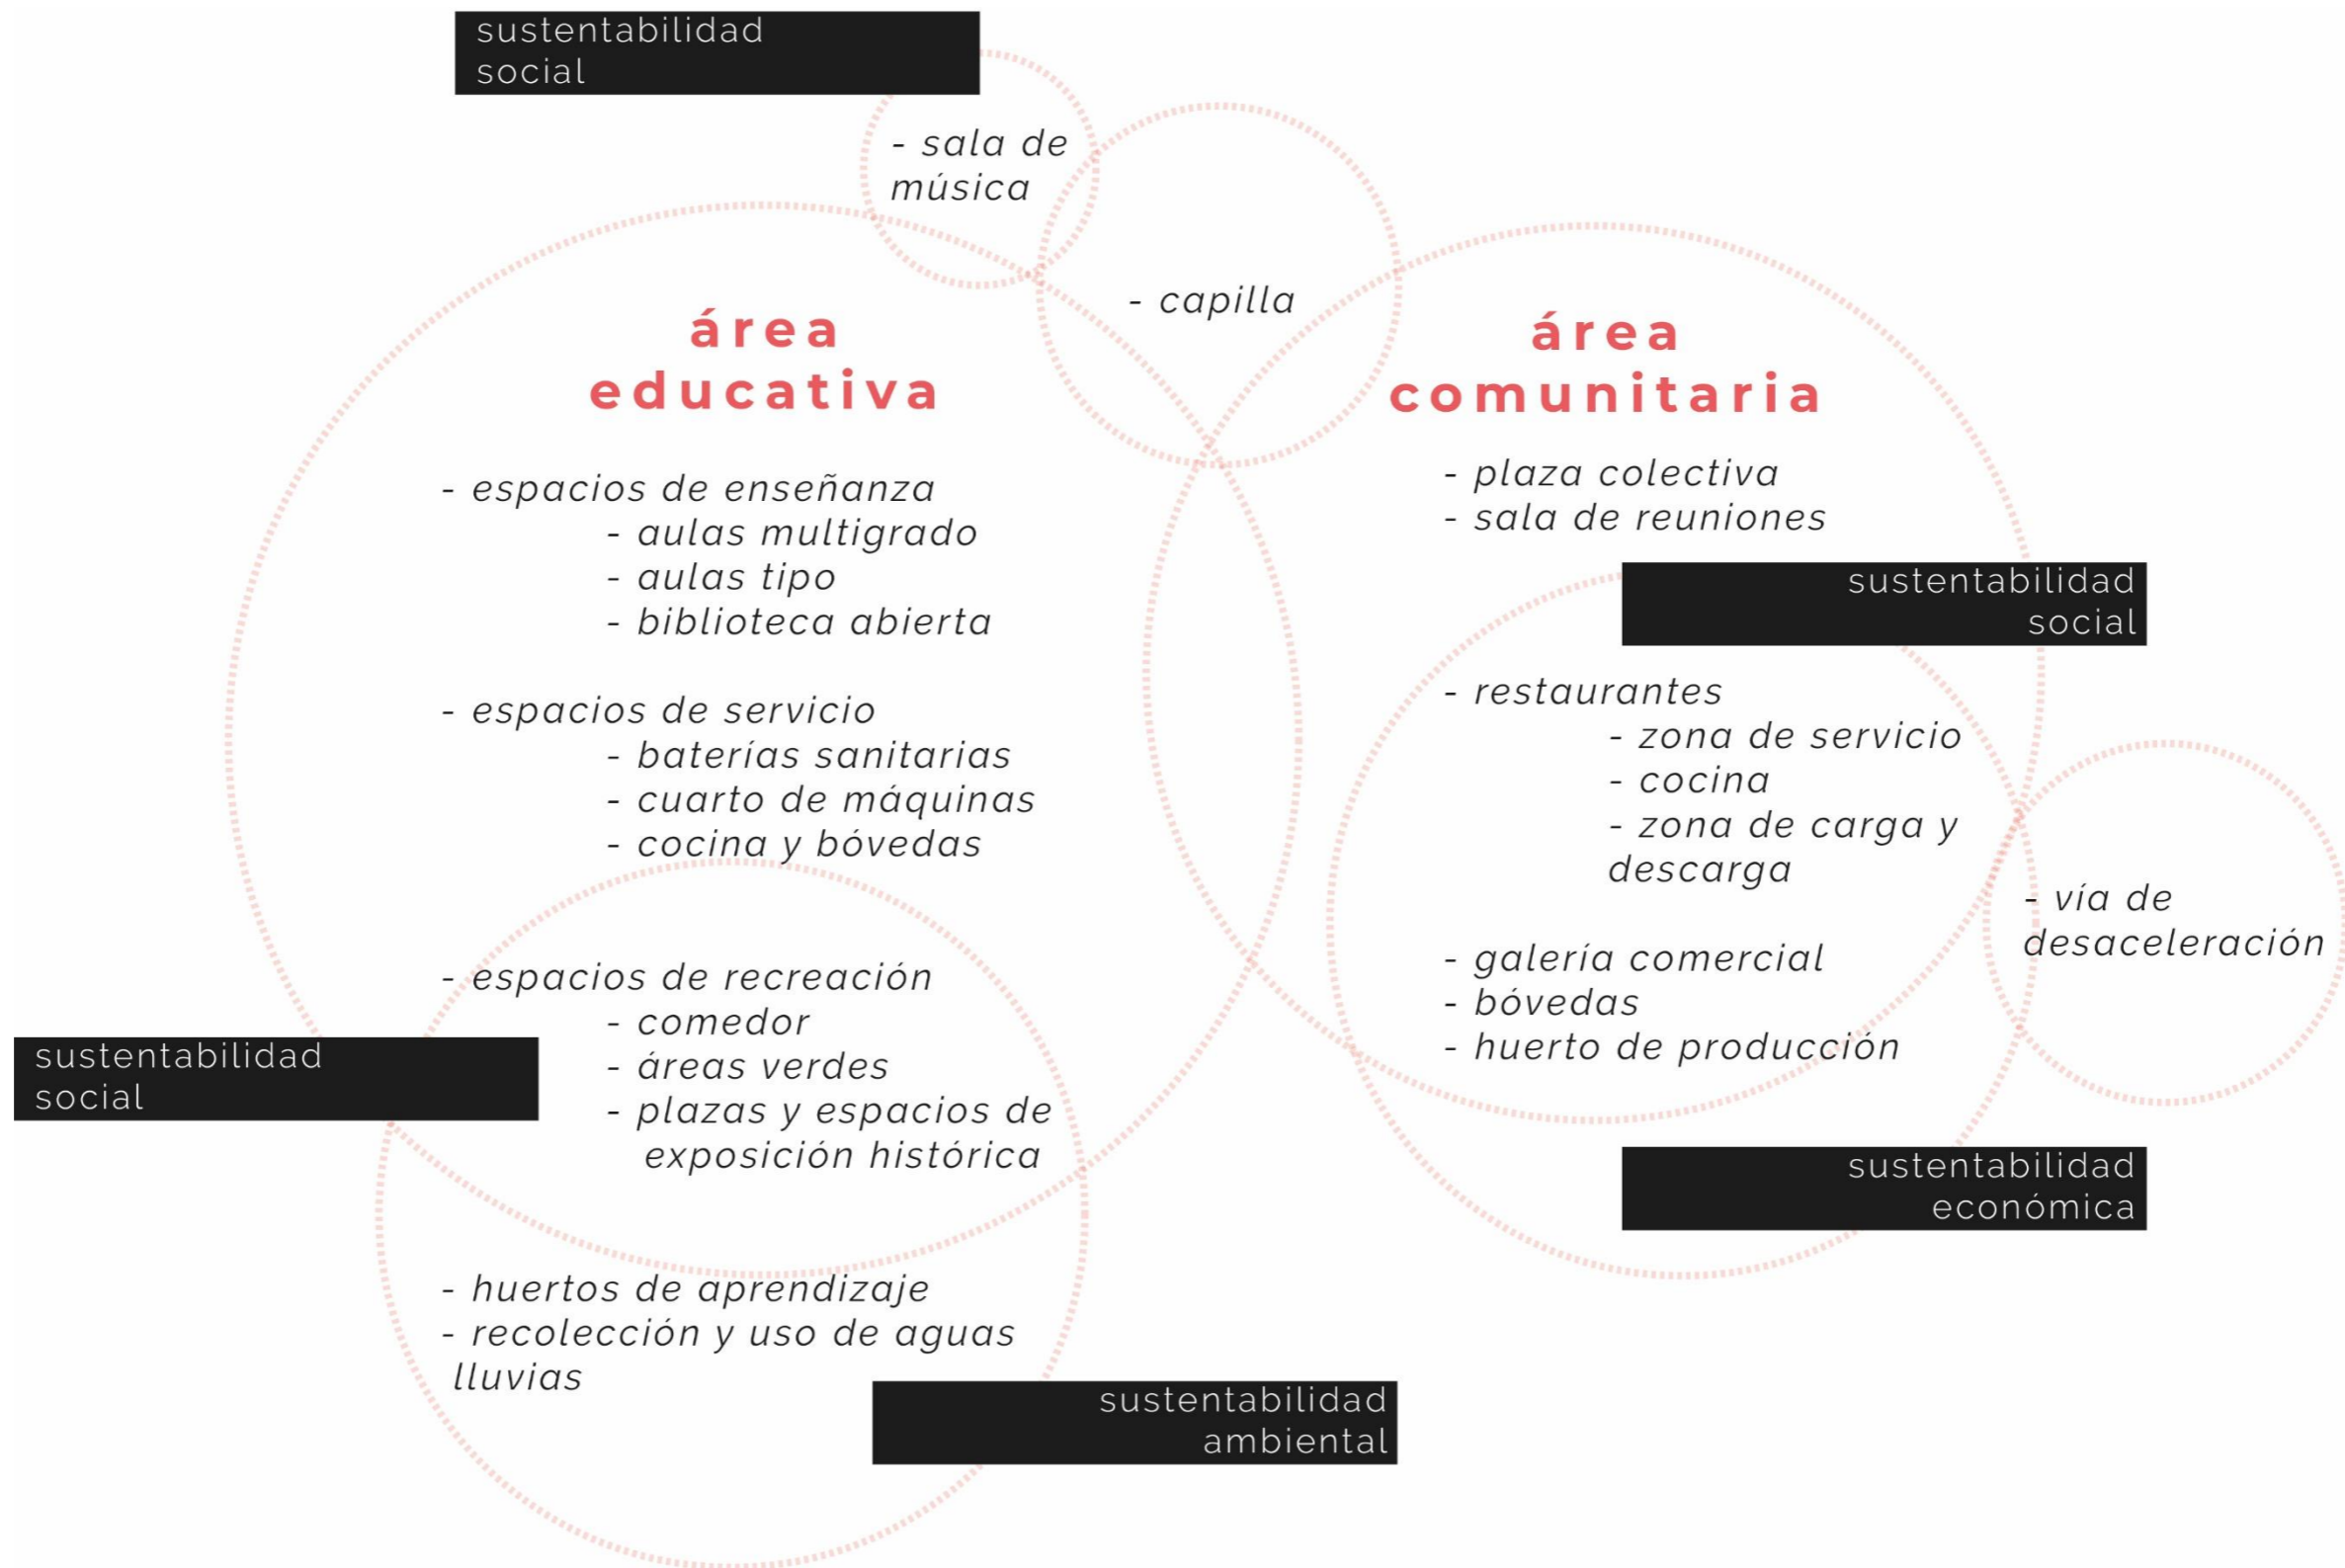 sustentabilidad
social
- sala de
música
- capilla
área
educativa
- espacios de enseñanza
- aulas multigrado
- aulas tipo
- biblioteca abierta
- espacios de servicio
- baterías sanitarias
- cuarto de máquinas
- cocina y bóvedas
- espacios de recreación
- comedor
- áreas verdes
- plazas y espacios de
exposición histórica
sustentabilidad
social
- huertos de aprendizaje
- recolección y uso de aguas
lluvias
sustentabilidad
ambiental
área
comunitaria
- plaza colectiva
- sala de reuniones
sustentabilidad
social
- restaurantes
- zona de servicio
- cocina
- zona de carga y
descarga
- galería comercial
- bóvedas
- huerto de producción
- vía de
desaceleración
sustentabilidad
económica